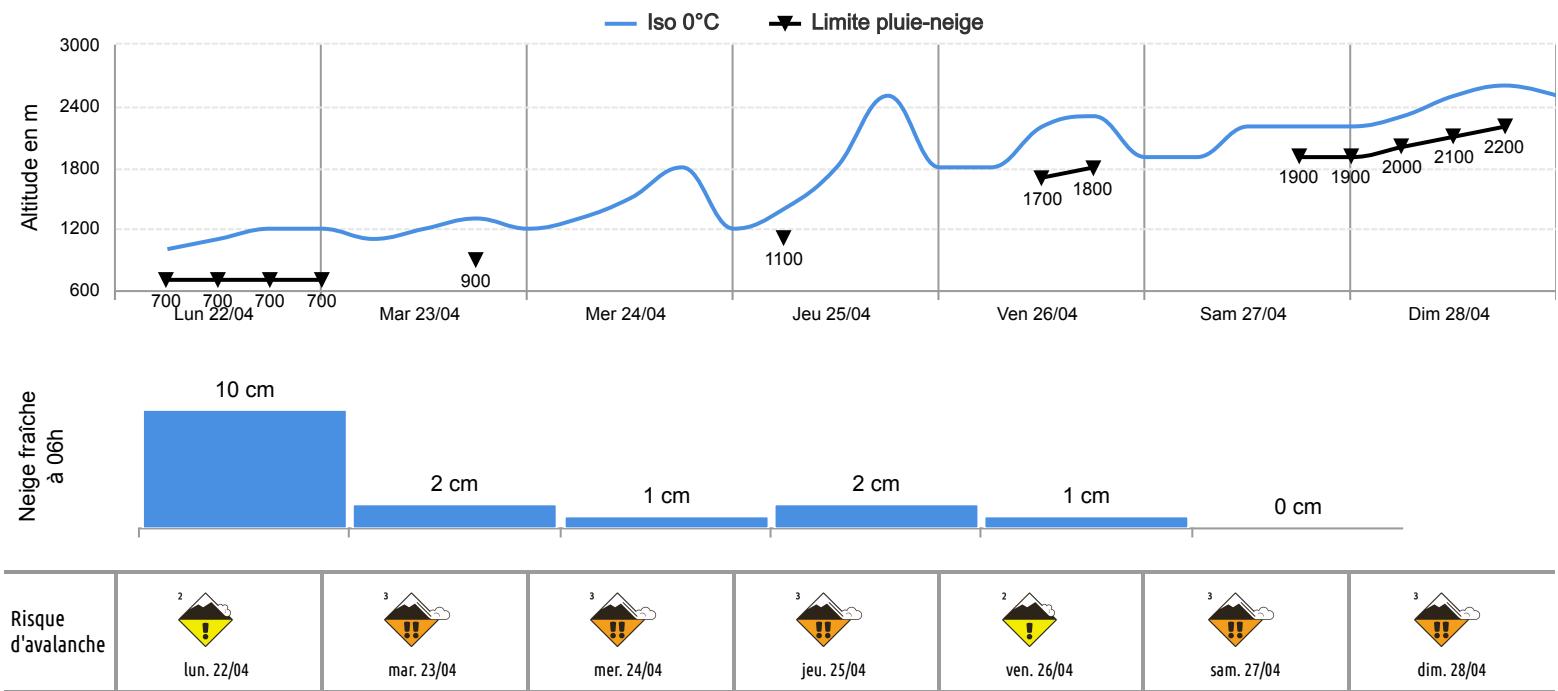 Iso 0°C Limite pluie-neige
3000
2400
1800
1200
600
Altitude en m
700 700 700 700
900
1100
1700 1800
1900 1900 2000 2100 2200
Lun 22/04 Mar 23/04 Mer 24/04 Jeu 25/04 Ven 26/04 Sam 27/04 Dim 28/04
Neige fraîche
à 06h
10 cm 2 cm 1 cm 2 cm 1 cm 0 cm
Risque
d'avalanche
2 3 3 3 2 3 3
! !! !! !! ! !! !!
lun. 22/04 mar. 23/04 mer. 24/04 jeu. 25/04 ven. 26/04 sam. 27/04 dim. 28/04